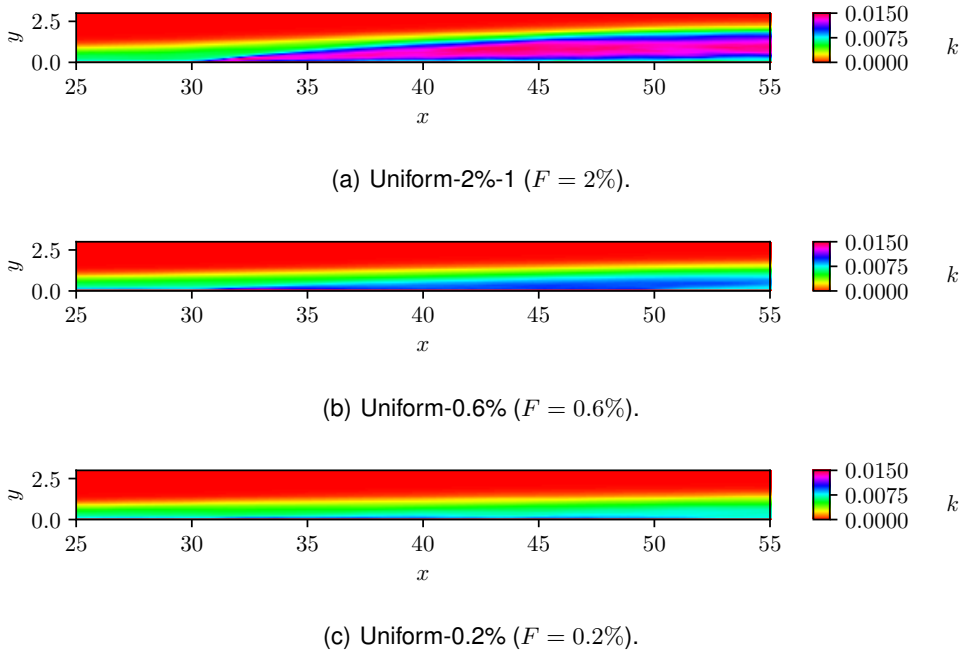 2.5
0.0
y
25 30 35 40 45 50 55
x
0.0150
0.0075
0.0000
k
(a) Uniform-2%-1 (F = 2%).
2.5
0.0
y
25 30 35 40 45 50 55
x
0.0150
0.0075
0.0000
k
(b) Uniform-0.6% (F = 0.6%).
2.5
0.0
y
25 30 35 40 45 50 55
x
0.0150
0.0075
0.0000
k
(c) Uniform-0.2% (F = 0.2%).